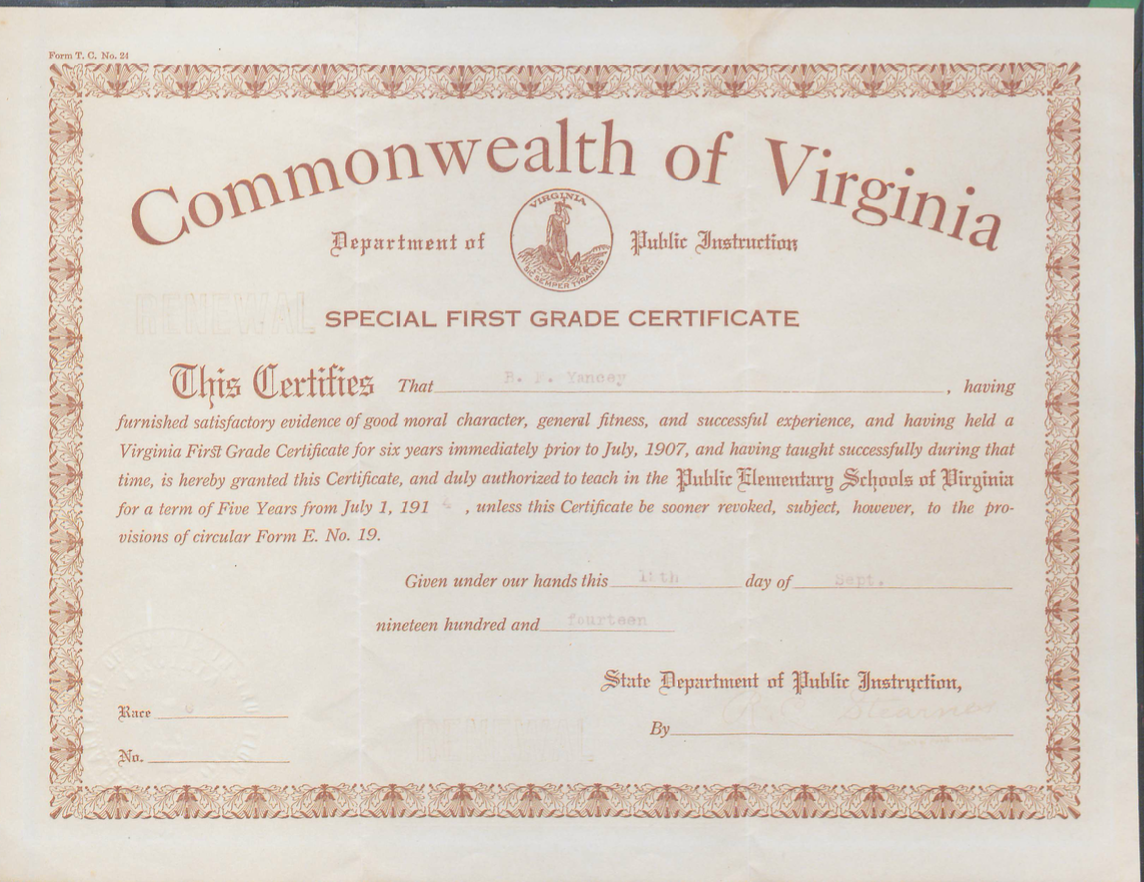 Form T. C. No. 24
Commonwealth of Virginia
Department of Public Instruction
VIRGINIA
SIC SEMPER TYRANNIS
RENEWAL
SPECIAL FIRST GRADE CERTIFICATE
This Certifies That B. F. Yancey, having
furnished satisfactory evidence of good moral character, general fitness, and successful experience, and having held a
Virginia First Grade Certificate for six years immediately prior to July, 1907, and having taught successfully during that
time, is hereby granted this Certificate, and duly authorized to teach in the Public Elementary Schools of Virginia
for a term of Five Years from July 1, 1914, unless this Certificate be sooner revoked, subject, however, to the pro-
visions of circular Form E. No. 19.
Given under our hands this day of Sept.
nineteen hundred and fourteen
State Department of Public Instruction,
R C Stearnes
By
Race
No.
RENEWAL